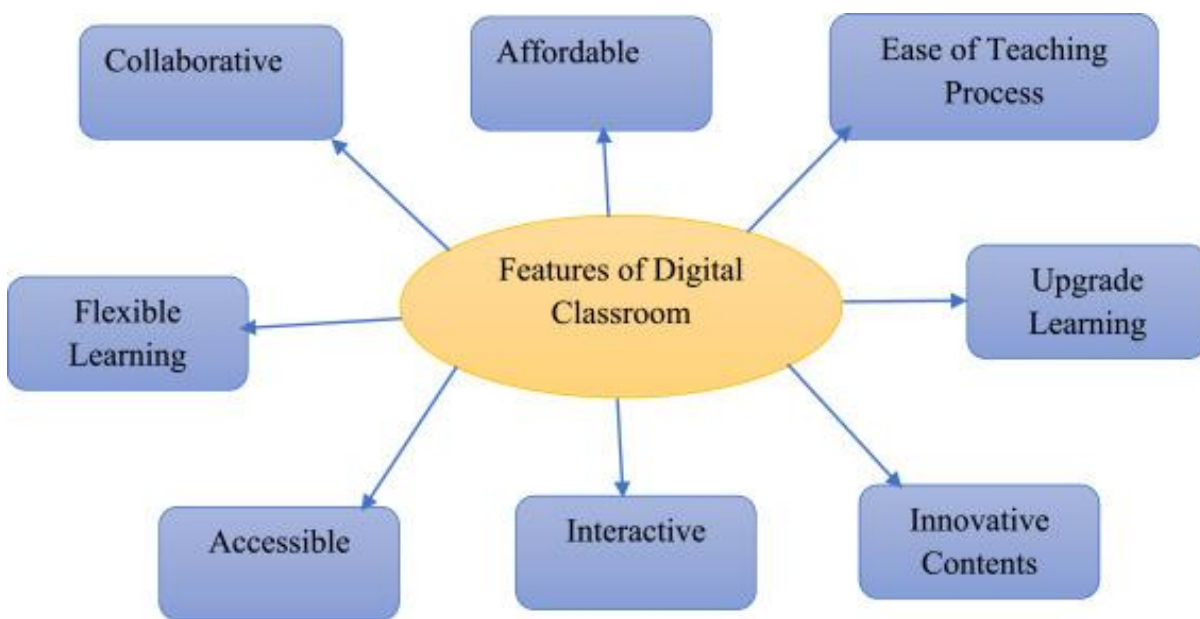 Collaborative
Affordable
Ease of Teaching
Process
Features of Digital
Classroom
Upgrade
Learning
Flexible
Learning
Accessible
Interactive
Innovative
Contents